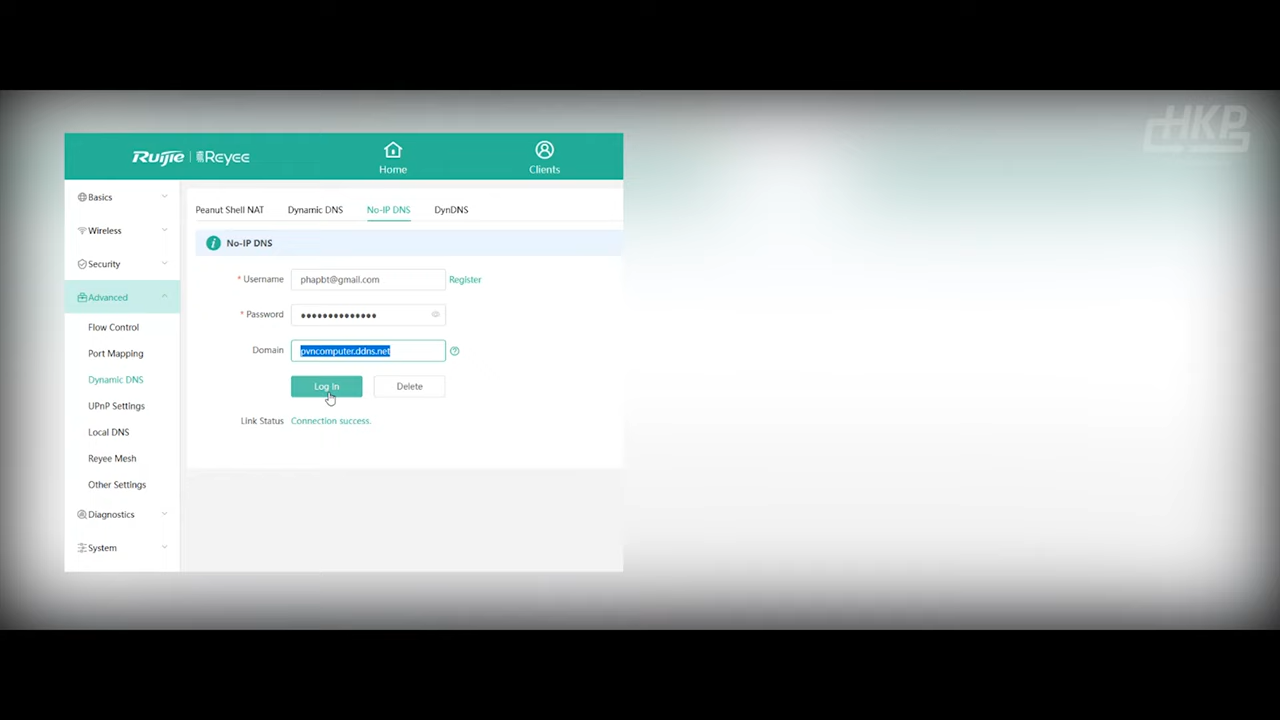 HKP
Ruijie | Reyee
Home
Clients
Basics
Wireless
Security
Advanced
Flow Control
Port Mapping
Dynamic DNS
UPnP Settings
Local DNS
Reyee Mesh
Other Settings
Diagnostics
System
Peanut Shell NAT
Dynamic DNS
No-IP DNS
DynDNS
No-IP DNS
* Username phapbt@gmail.com Register
* Password ••••••••••••••
Domain pvncomputer.ddns.net
Log In
Delete
Link Status Connection success.